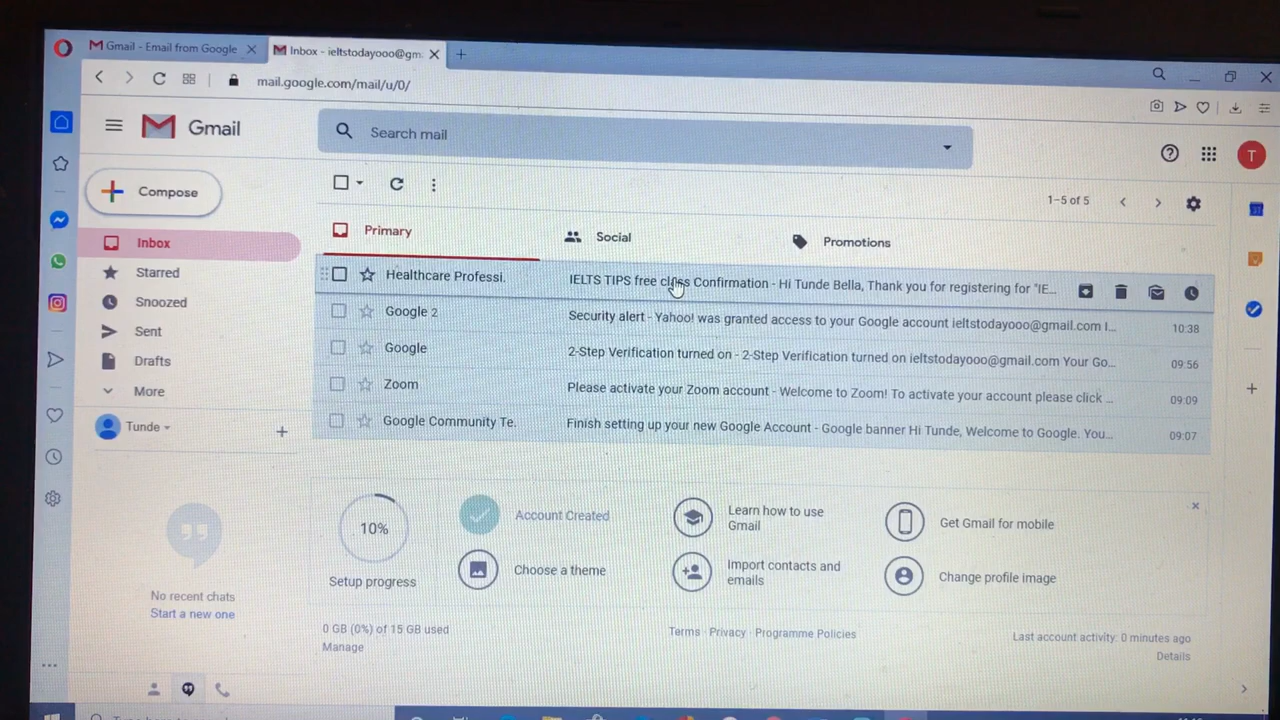 Gmail - Email from Google
Inbox - ieltstodayooo@gm
mail.google.com/mail/u/0/
Gmail
Search mail
T
Compose
1-5 of 5
Primary
Social
Promotions
Inbox
Starred
Snoozed
Sent
Drafts
More
Tunde
Healthcare Professi. IELTS TIPS free class Confirmation - Hi Tunde Bella, Thank you for registering for "IE...
Google 2 Security alert - Yahoo! was granted access to your Google account ieltstodayooo@gmail.com I... 10:38
Google 2-Step Verification turned on - 2-Step Verification turned on ieltstodayooo@gmail.com Your Go... 09:56
Zoom Please activate your Zoom account - Welcome to Zoom! To activate your account please click ... 09:09
Google Community Te. Finish setting up your new Google Account - Google banner Hi Tunde, Welcome to Google. You... 09:07
10%
Setup progress
Account Created
Choose a theme
Learn how to use
Gmail
Import contacts and
emails
Get Gmail for mobile
Change profile image
No recent chats
Start a new one
0 GB (0%) of 15 GB used
Manage
Terms · Privacy · Programme Policies
Last account activity: 0 minutes ago
Details